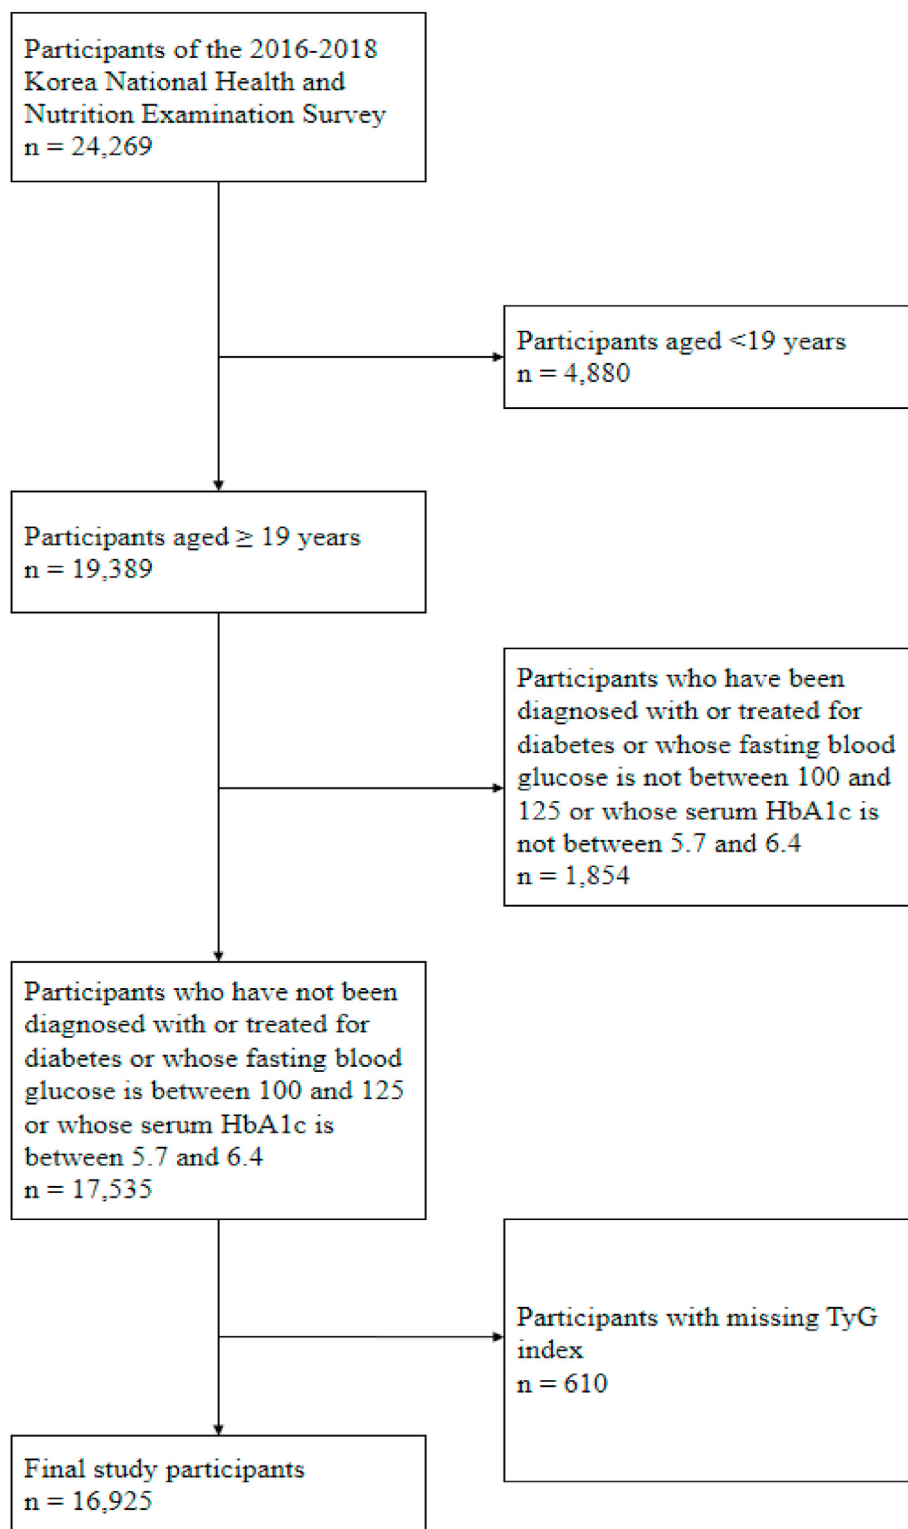 Participants of the 2016-2018
Korea National Health and
Nutrition Examination Survey
n = 24,269
Participants aged <19 years
n = 4,880
Participants aged ≥ 19 years
n = 19,389
Participants who have been
diagnosed with or treated for
diabetes or whose fasting blood
glucose is not between 100 and
125 or whose serum HbA1c is
not between 5.7 and 6.4
n = 1,854
Participants who have not been
diagnosed with or treated for
diabetes or whose fasting blood
glucose is between 100 and 125
or whose serum HbA1c is
between 5.7 and 6.4
n = 17,535
Participants with missing TyG
index
n = 610
Final study participants
n = 16,925